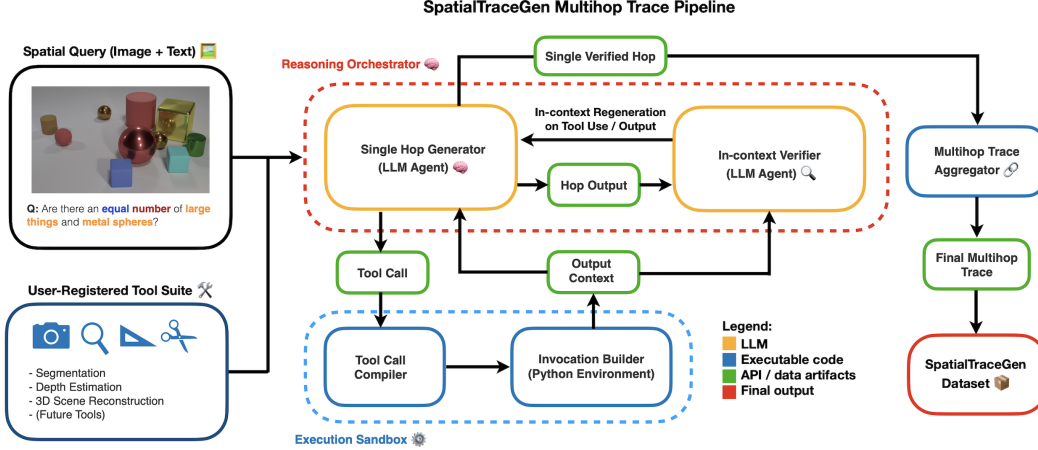 SpatialTraceGen Multihop Trace Pipeline
Spatial Query (Image + Text)
Q: Are there an equal number of large
things and metal spheres?
User-Registered Tool Suite
- Segmentation
- Depth Estimation
- 3D Scene Reconstruction
- (Future Tools)
Reasoning Orchestrator
Single Verified Hop
Single Hop Generator
(LLM Agent)
In-context Regeneration
on Tool Use / Output
Hop Output
In-context Verifier
(LLM Agent)
Tool Call
Output
Context
Tool Call
Compiler
Invocation Builder
(Python Environment)
Execution Sandbox
Multihop Trace
Aggregator
Final Multihop
Trace
SpatialTraceGen
Dataset
Legend:
LLM
Executable code
API / data artifacts
Final output